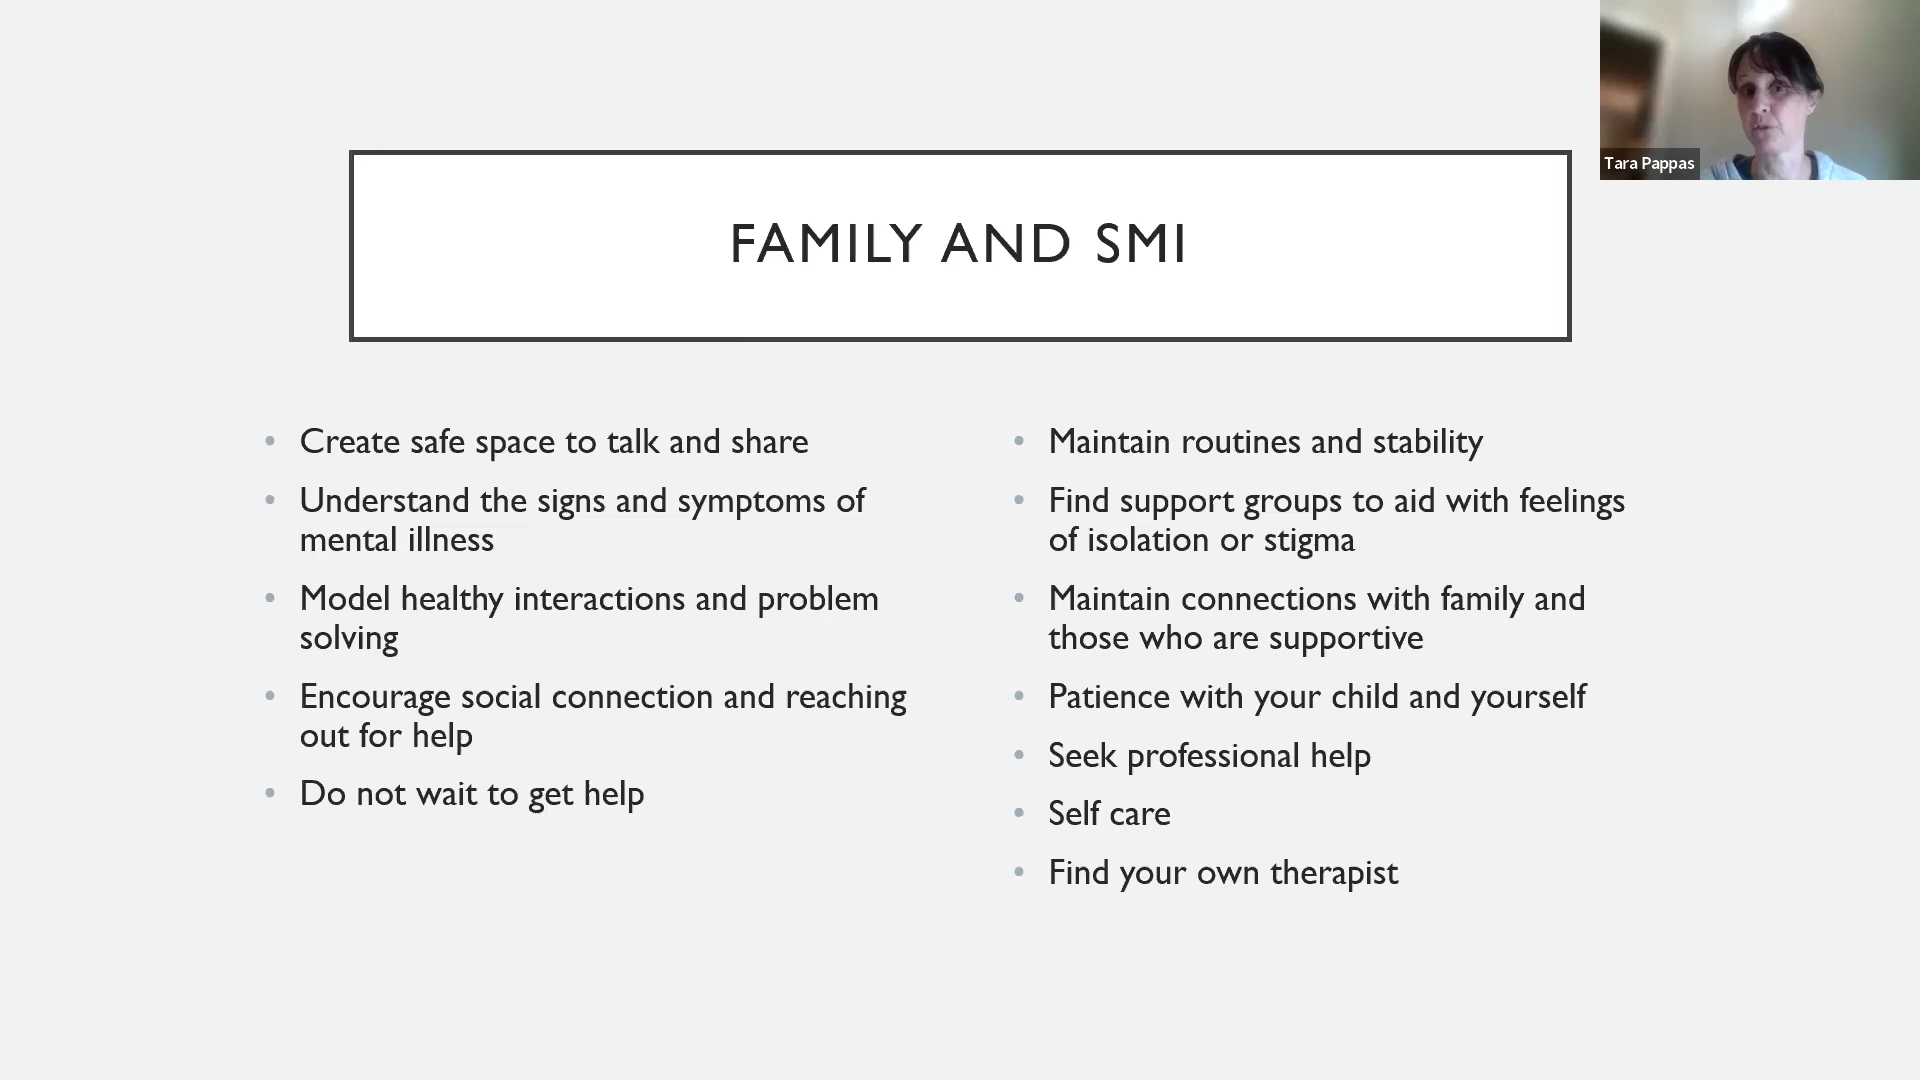 FAMILY AND SMI
Create safe space to talk and share
Understand the signs and symptoms of
mental illness
Model healthy interactions and problem
solving
Encourage social connection and reaching
out for help
Do not wait to get help
Maintain routines and stability
Find support groups to aid with feelings
of isolation or stigma
Maintain connections with family and
those who are supportive
Patience with your child and yourself
Seek professional help
Self care
Find your own therapist
Tara Pappas